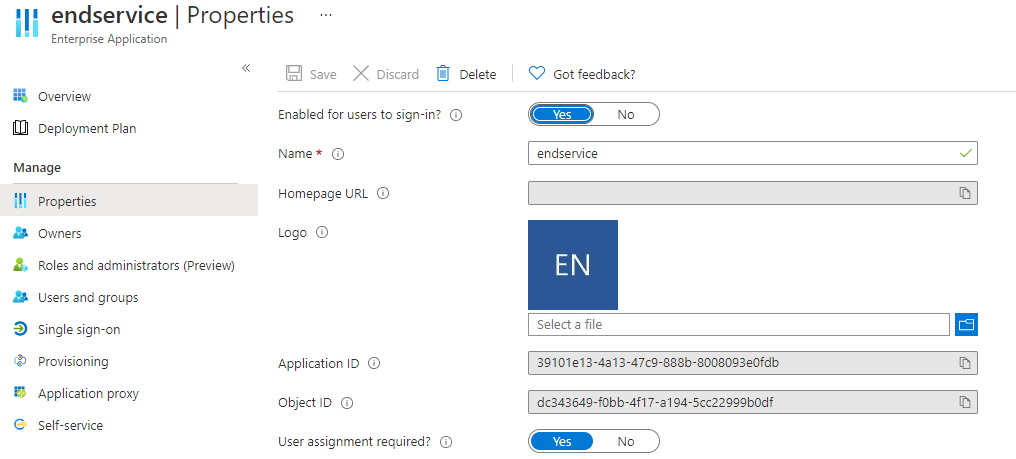 endservice | Properties ...
Enterprise Application
«
Overview
Deployment Plan
Manage
Properties
Owners
Roles and administrators (Preview)
Users and groups
Single sign-on
Provisioning
Application proxy
Self-service
Save Discard Delete Got feedback?
Enabled for users to sign-in? Yes No
Name * endservice
Homepage URL
Logo
EN
Select a file
Application ID 39101e13-4a13-47c9-888b-8008093e0fdb
Object ID dc343649-f0bb-4f17-a194-5cc22999b0df
User assignment required? Yes No